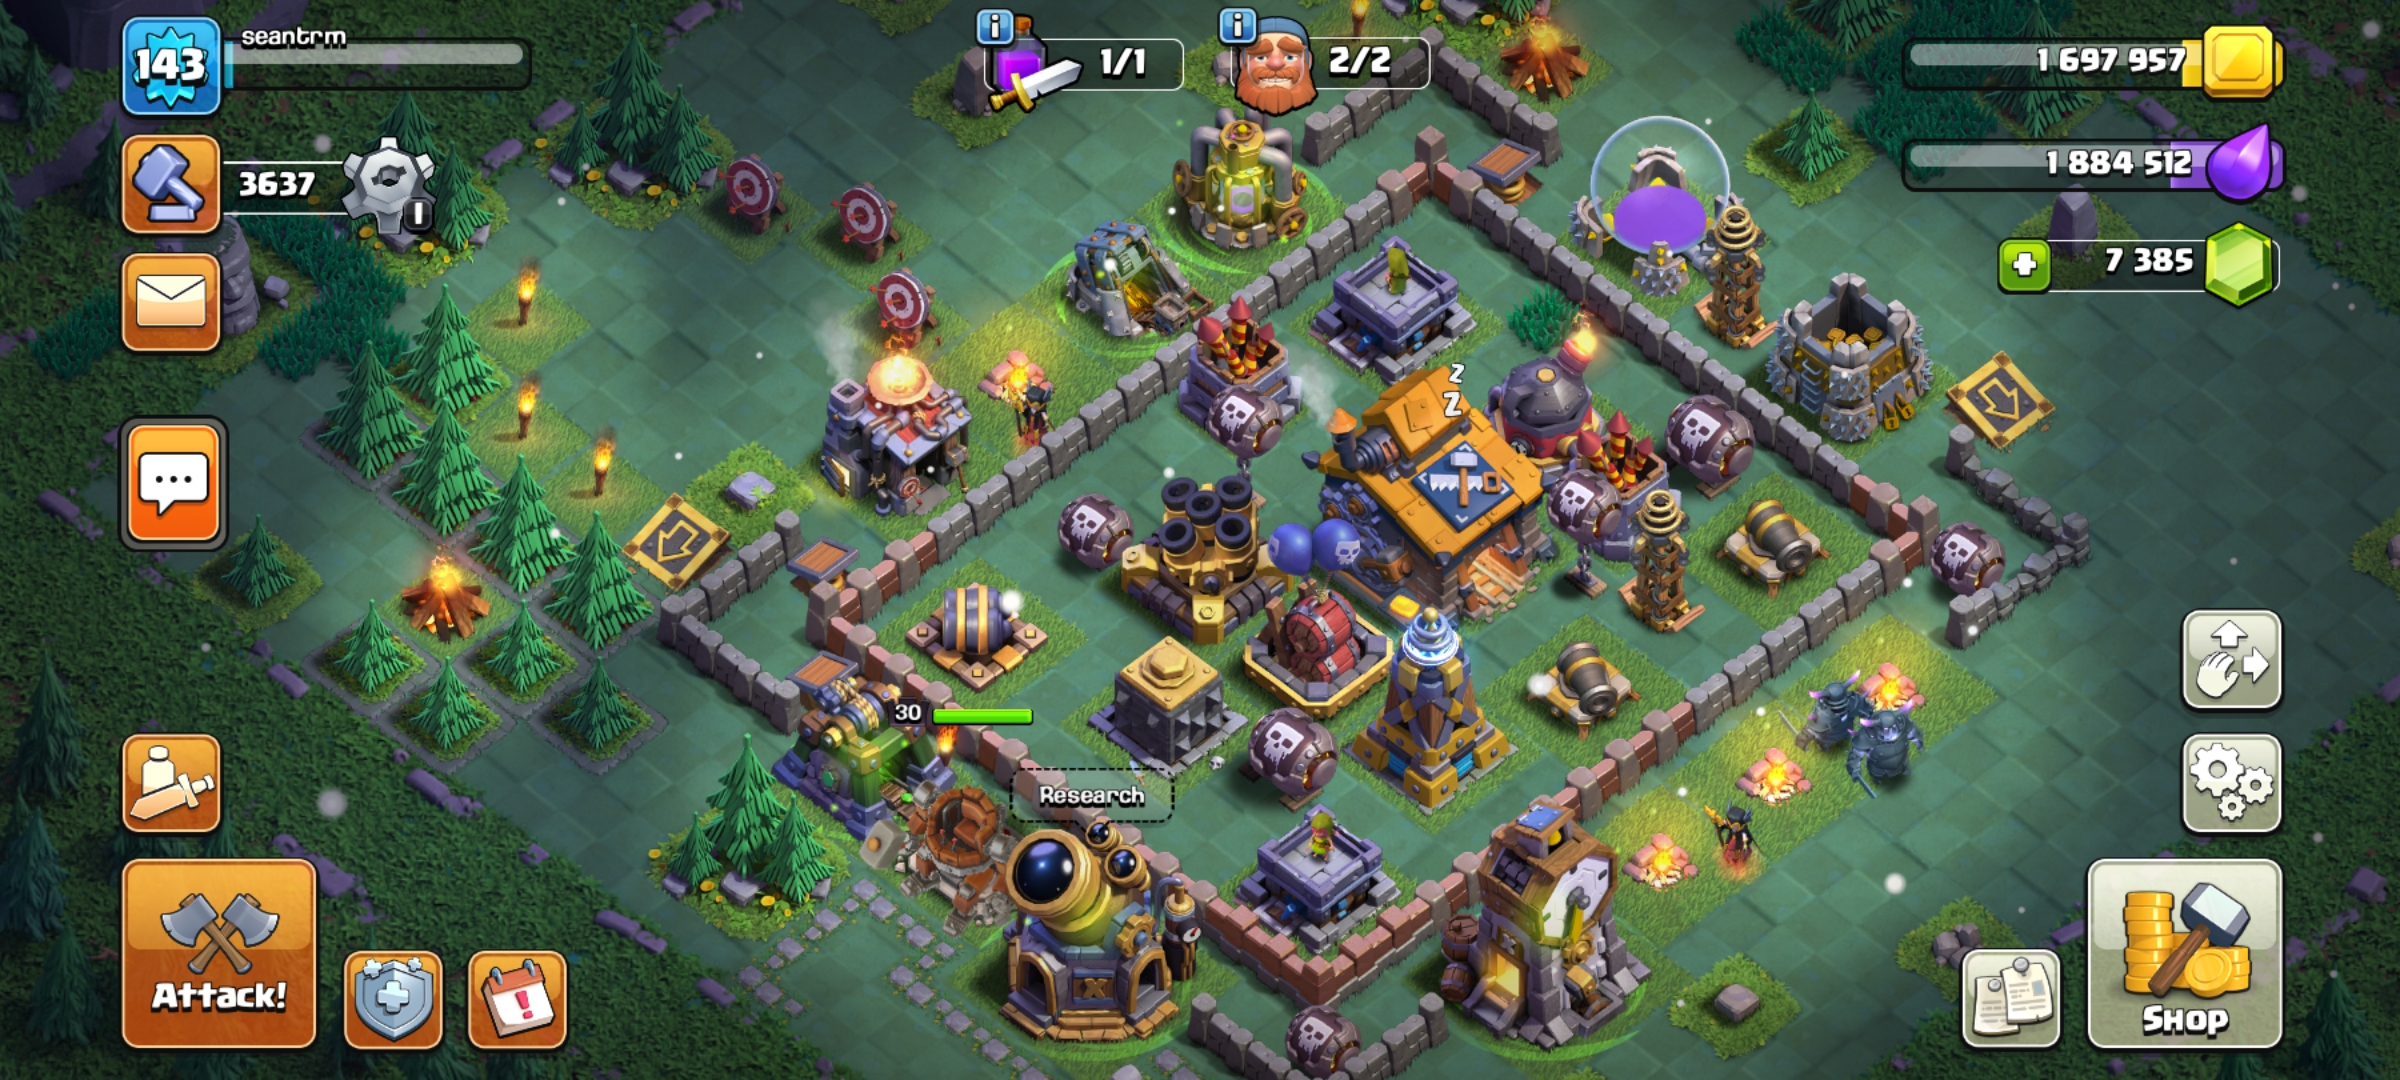 143
seantrm
1/1
2/2
1 697 957
3637
I
1 884 512
7 385
z
z
30
Research
Attack!
Shop